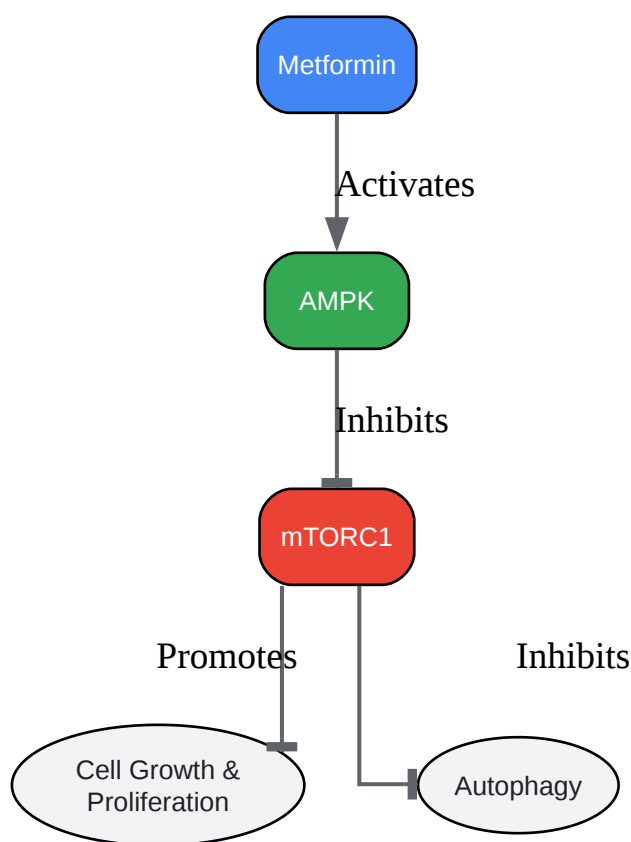 Metformin
Activates
AMPK
Inhibits
mTORC1
Promotes
Inhibits
Cell Growth &
Proliferation
Autophagy